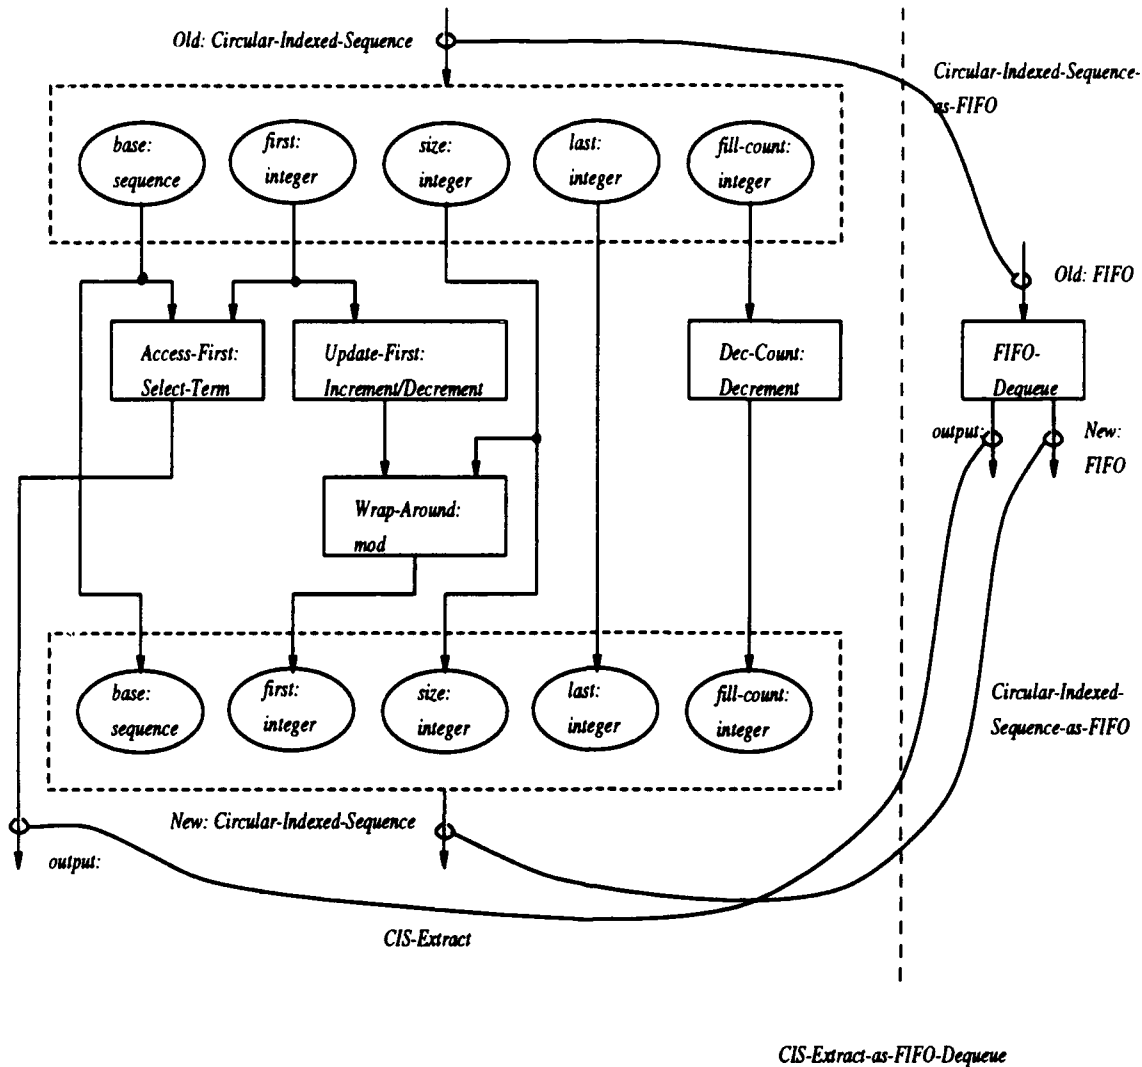 Old: Circular-Indexed-Sequence
Circular-Indexed-Sequence-
as-FIFO
base:
sequence
first:
integer
size:
integer
last:
integer
fill-count:
integer
Old: FIFO
Access-First:
Select-Term
Update-First:
Increment/Decrement
Dec-Count:
Decrement
FIFO-
Dequeue
output:
New:
FIFO
Wrap-Around:
mod
base:
sequence
first:
integer
size:
integer
last:
integer
fill-count:
integer
Circular-Indexed-
Sequence-as-FIFO
New: Circular-Indexed-Sequence
output:
CIS-Extract
CIS-Extract-as-FIFO-Dequeue